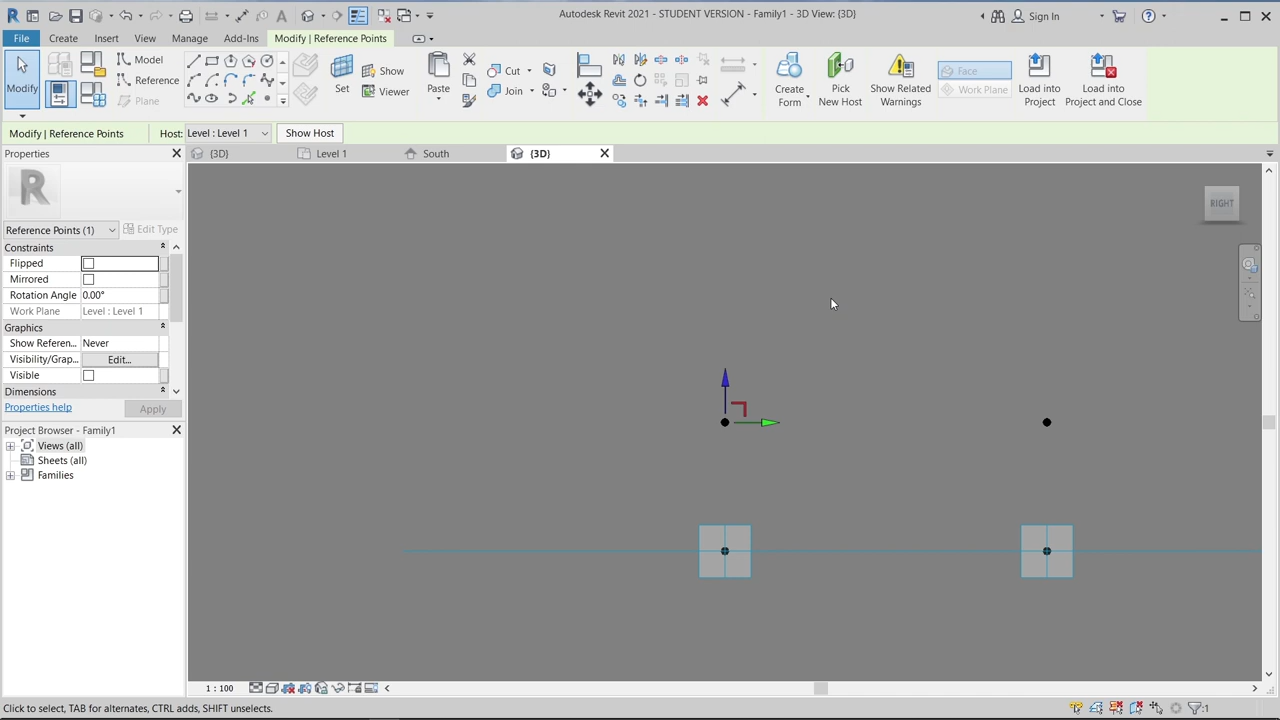 Autodesk Revit 2021 - STUDENT VERSION - Family1 - 3D View: {3D}
Sign In
File
Create
Insert
View
Manage
Add-Ins
Modify | Reference Points
Modify
Model
Reference
Plane
Set
Show
Viewer
Paste
Cut
Join
Create Form
Pick New Host
Show Related Warnings
Face
Work Plane
Load into Project
Load into Project and Close
Modify | Reference Points
Host:
Level : Level 1
Show Host
Properties
{3D}
Level 1
South
{3D}
R
Reference Points (1)
Edit Type
Constraints
Flipped
Mirrored
Rotation Angle
0.00°
Work Plane
Level : Level 1
Graphics
Show Referen...
Never
Visibility/Grap...
Edit...
Visible
Dimensions
Properties help
Apply
Project Browser - Family1
Views (all)
Sheets (all)
Families
RIGHT
1 : 100
Click to select, TAB for alternates, CTRL adds, SHIFT unselects.
:1